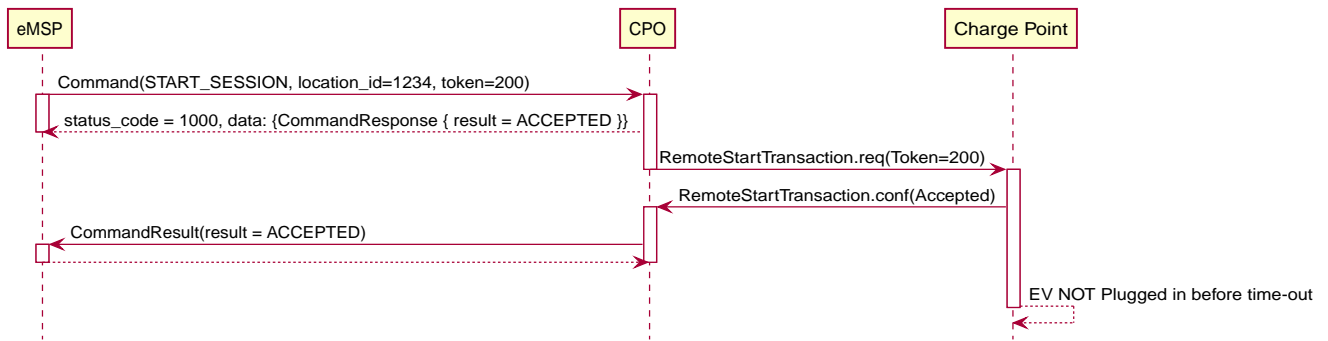 eMSP
CPO
Charge Point
Command(START_SESSION, location_id=1234, token=200)
status_code = 1000, data: {CommandResponse { result = ACCEPTED }}
RemoteStartTransaction.req(Token=200)
RemoteStartTransaction.conf(Accepted)
CommandResult(result = ACCEPTED)
EV NOT Plugged in before time-out